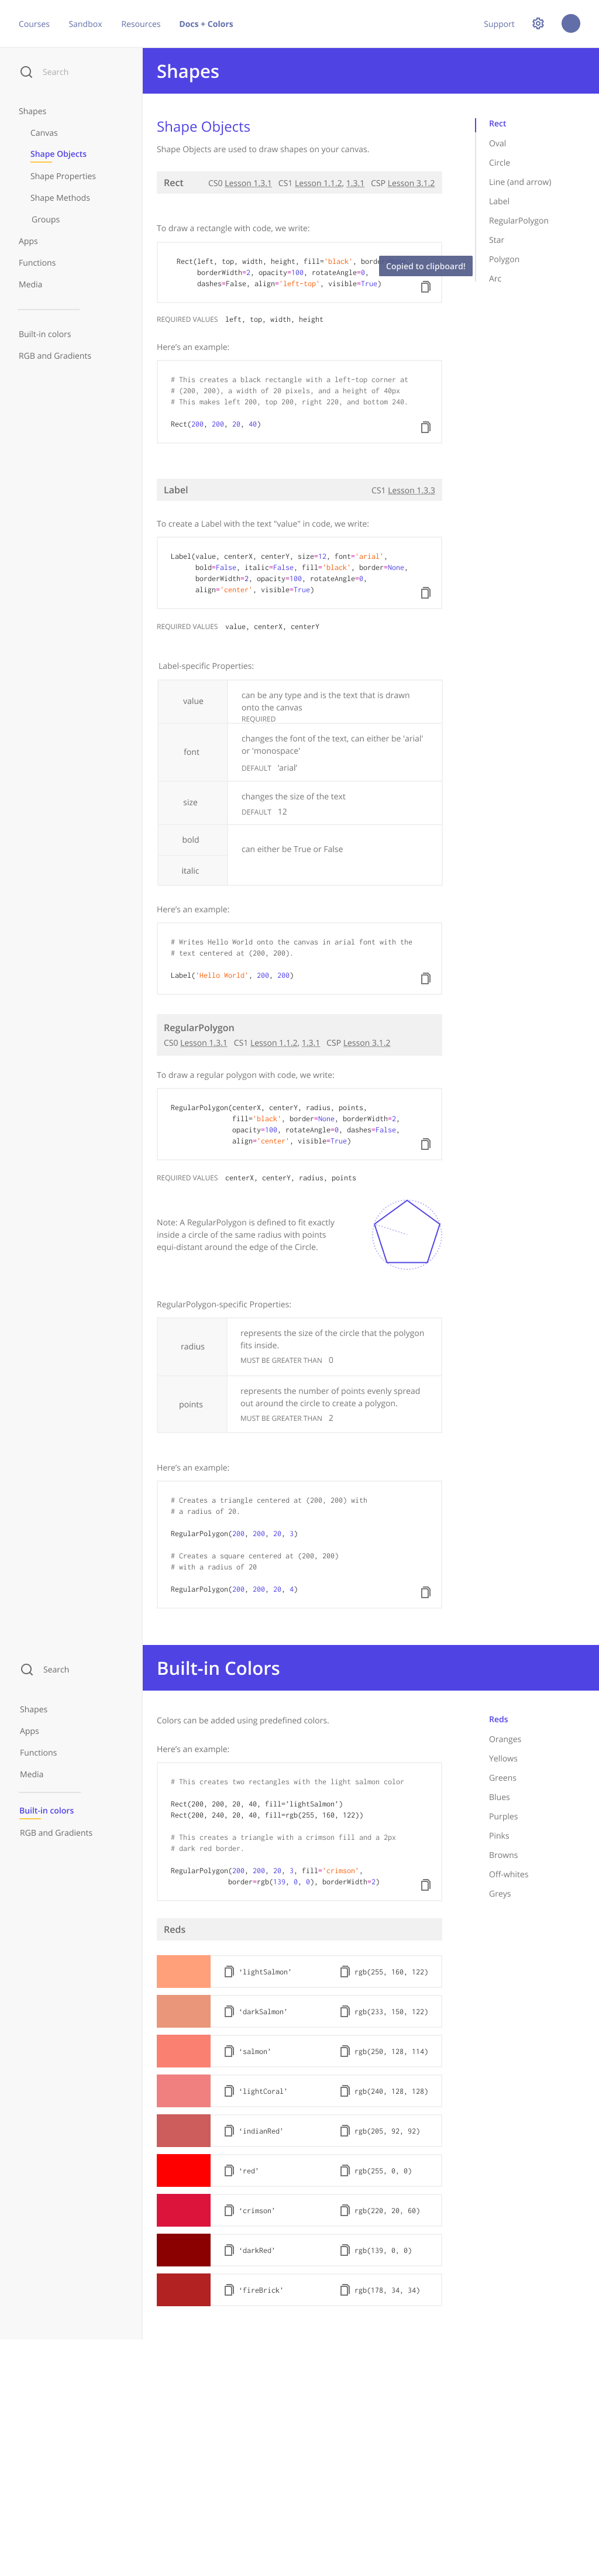 Courses Sandbox Resources Docs + Colors Support
Search
Shapes
Shapes
Canvas
Shape Objects
Shape Properties
Shape Methods
Groups
Apps
Functions
Media
Built-in colors
RGB and Gradients
Shape Objects
Shape Objects are used to draw shapes on your canvas.
Rect CS0 Lesson 1.3.1 CS1 Lesson 1.1.2, 1.3.1 CSP Lesson 3.1.2
Rect
Oval
Circle
Line (and arrow)
Label
RegularPolygon
Star
Polygon
Arc
To draw a rectangle with code, we write:
Rect(left, top, width, height, fill='black',
Copied to clipboard!
borderWidth=2, opacity=100, rotateAngle=0,
dashes=False, align='left-top', visible=True)
REQUIRED VALUES left, top, width, height
Here's an example:
# This creates a black rectangle with a left-top corner at
# (200, 200), a width of 20 pixels, and a height of 40px
# This makes left 200, top 200, right 220, and bottom 240.
Rect(200, 200, 20, 40)
Label CS1 Lesson 1.3.3
To create a Label with the text "value" in code, we write:
Label(value, centerX, centerY, size=12, font='arial',
bold=False, italic=False, fill='black', border=None,
borderWidth=2, opacity=100, rotateAngle=0,
align='center', visible=True)
REQUIRED VALUES value, centerX, centerY
Label-specific Properties:
value
can be any type and is the text that is drawn
onto the canvas
REQUIRED
font
changes the font of the text, can either be 'arial'
or 'monospace'
DEFAULT 'arial'
size
changes the size of the text
DEFAULT 12
bold
can either be True or False
italic
Here's an example:
# Writes Hello World onto the canvas in arial font with the
# text centered at (200, 200).
Label('Hello World', 200, 200)
RegularPolygon
CS0 Lesson 1.3.1 CS1 Lesson 1.1.2, 1.3.1 CSP Lesson 3.1.2
To draw a regular polygon with code, we write:
RegularPolygon(centerX, centerY, radius, points,
fill='black', border=None, borderWidth=2,
opacity=100, rotateAngle=0, dashes=False,
align='center', visible=True)
REQUIRED VALUES centerX, centerY, radius, points
Note: A RegularPolygon is defined to fit exactly
inside a circle of the same radius with points
equi-distant around the edge of the Circle.
RegularPolygon-specific Properties:
radius
represents the size of the circle that the polygon
fits inside.
MUST BE GREATER THAN 0
points
represents the number of points evenly spread
out around the circle to create a polygon.
MUST BE GREATER THAN 2
Here's an example:
# Creates a triangle centered at (200, 200) with
# a radius of 20.
RegularPolygon(200, 200, 20, 3)
# Creates a square centered at (200, 200)
# with a radius of 20
RegularPolygon(200, 200, 20, 4)
Search
Built-in Colors
Shapes
Apps
Functions
Media
Built-in colors
RGB and Gradients
Colors can be added using predefined colors.
Reds
Oranges
Yellows
Greens
Blues
Purples
Pinks
Browns
Off-whites
Greys
Here's an example:
# This creates two rectangles with the light salmon color
Rect(200, 200, 20, 40, fill='lightSalmon')
Rect(200, 240, 20, 40, fill=rgb(255, 160, 122))
# This creates a triangle with a crimson fill and a 2px
# dark red border.
RegularPolygon(200, 200, 20, 3, fill='crimson',
border=rgb(139, 0, 0), borderWidth=2)
Reds
'lightSalmon' rgb(255, 160, 122)
'darkSalmon' rgb(233, 150, 122)
'salmon' rgb(250, 128, 114)
'lightCoral' rgb(240, 128, 128)
'indianRed' rgb(205, 92, 92)
'red' rgb(255, 0, 0)
'crimson' rgb(220, 20, 60)
'darkRed' rgb(139, 0, 0)
'fireBrick' rgb(178, 34, 34)